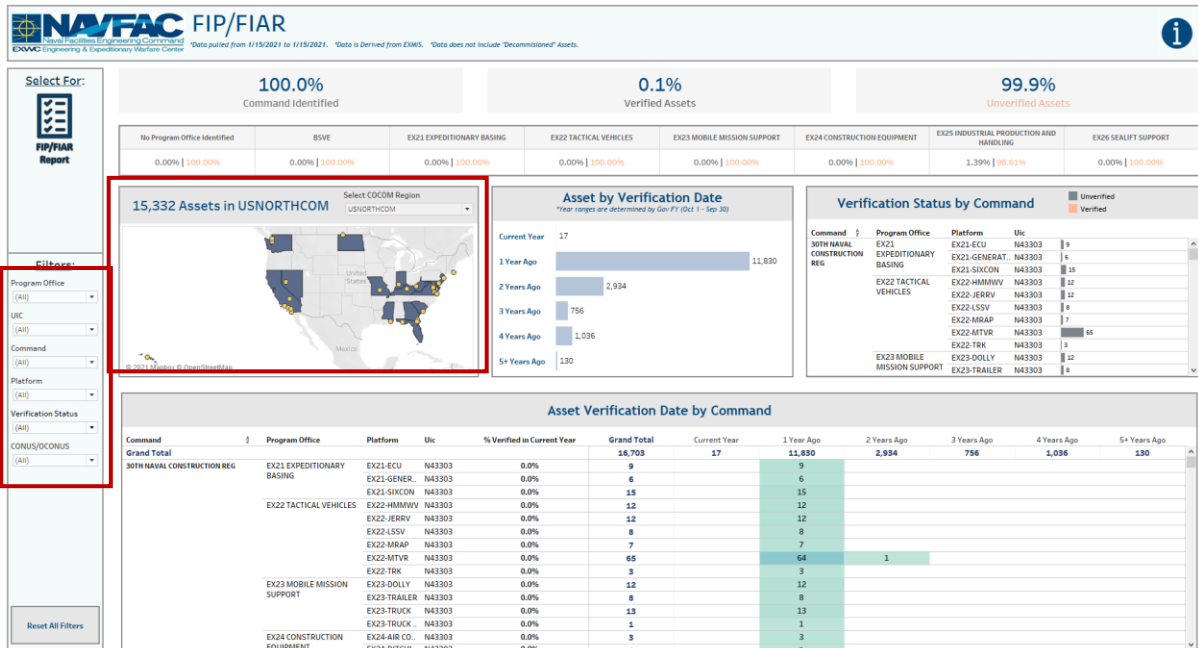 NAVFAC
Naval Facilities Engineering Command
EXWC Engineering & Expeditionary Warfare Center
FIP/FIAR
*Data pulled from 1/15/2021 to 1/15/2021. *Data is Derived from EXMIS. *Data does not include "Decommisioned" Assets.
i
Select For:
FIP/FIAR
Report
100.0%
Command Identified
0.1%
Verified Assets
99.9%
Unverified Assets
No Program Office Identified BSVE EX21 EXPEDITIONARY BASING EX22 TACTICAL VEHICLES EX23 MOBILE MISSION SUPPORT EX24 CONSTRUCTION EQUIPMENT EX25 INDUSTRIAL PRODUCTION AND HANDLING EX26 SEALIFT SUPPORT
0.00% | 100.00% 0.00% | 100.00% 0.00% | 100.00% 0.00% | 100.00% 0.00% | 100.00% 0.00% | 100.00% 1.39% | 98.61% 0.00% | 100.00%
15,332 Assets in USNORTHCOM
Select COCOM Region
USNORTHCOM
United
States
Mexico
© 2021 Mapbox © OpenStreetMap
Asset by Verification Date
*Year ranges are determined by Gov FY (Oct 1 - Sep 30)
Current Year 17
1 Year Ago 11,830
2 Years Ago 2,934
3 Years Ago 756
4 Years Ago 1,036
5+ Years Ago 130
Verification Status by Command
Unverified
Verified
Command Program Office Platform Uic
30TH NAVAL CONSTRUCTION REG EX21 EXPEDITIONARY BASING EX21-ECU N43303 9
EX21-GENERAT.. N43303 6
EX21-SIXCON N43303 15
EX22 TACTICAL VEHICLES EX22-HMMWV N43303 12
EX22-JERRV N43303 12
EX22-LSSV N43303 8
EX22-MRAP N43303 7
EX22-MTVR N43303 65
EX22-TRK N43303 3
EX23 MOBILE MISSION SUPPORT EX23-DOLLY N43303 12
EX23-TRAILER N43303 8
Filters:
Program Office
(All)
UIC
(All)
Command
(All)
Platform
(All)
Verification Status
(All)
CONUS/OCONUS
(All)
Reset All Filters
Asset Verification Date by Command
Command Program Office Platform Uic % Verified in Current Year Grand Total Current Year 1 Year Ago 2 Years Ago 3 Years Ago 4 Years Ago 5+ Years Ago
Grand Total 16,703 17 11,830 2,934 756 1,036 130
30TH NAVAL CONSTRUCTION REG EX21 EXPEDITIONARY BASING EX21-ECU N43303 0.0% 9 9
EX21-GENER.. N43303 0.0% 6 6
EX21-SIXCON N43303 0.0% 15 15
EX22 TACTICAL VEHICLES EX22-HMMWV N43303 0.0% 12 12
EX22-JERRV N43303 0.0% 12 12
EX22-LSSV N43303 0.0% 8 8
EX22-MRAP N43303 0.0% 7 7
EX22-MTVR N43303 0.0% 65 64 1
EX22-TRK N43303 0.0% 3 3
EX23 MOBILE MISSION SUPPORT EX23-DOLLY N43303 0.0% 12 12
EX23-TRAILER N43303 0.0% 8 8
EX23-TRUCK N43303 0.0% 13 13
EX23-TRUCK .. N43303 0.0% 1 1
EX24 CONSTRUCTION EQUIPMENT EX24-AIR CO.. N43303 0.0% 3 3